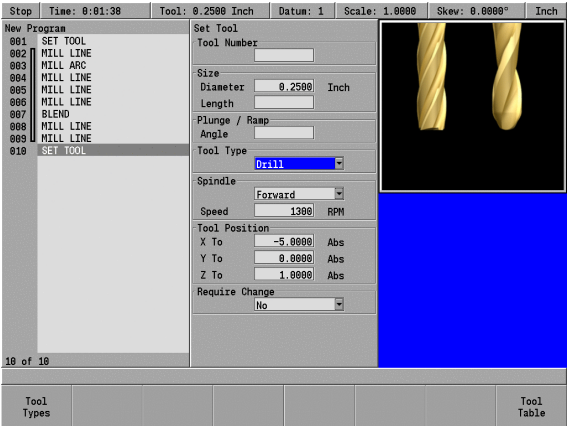 Stop Time: 0:01:38 Tool: 0.2500 Inch Datum: 1 Scale: 1.0000 Skew: 0.0000° Inch
New Program
001 SET TOOL
002 MILL LINE
003 MILL ARC
004 MILL LINE
005 MILL LINE
006 MILL LINE
007 BLEND
008 MILL LINE
009 MILL LINE
010 SET TOOL
10 of 10
Set Tool
Tool Number
Size
Diameter 0.2500 Inch
Length
Plunge / Ramp
Angle
Tool Type
Drill
Spindle
Forward
Speed 1300 RPM
Tool Position
X To -5.0000 Abs
Y To 0.0000 Abs
Z To 1.0000 Abs
Require Change
No
Tool
Types
Tool
Table